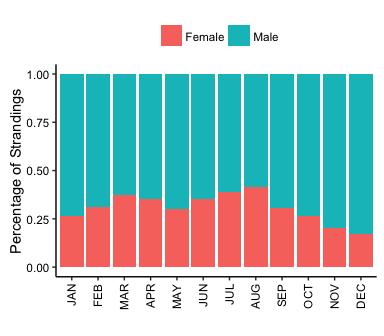 Female Male
Percentage of Strandings
1.00
0.75
0.50
0.25
0.00
JAN FEB MAR APR MAY JUN JUL AUG SEP OCT NOV DEC